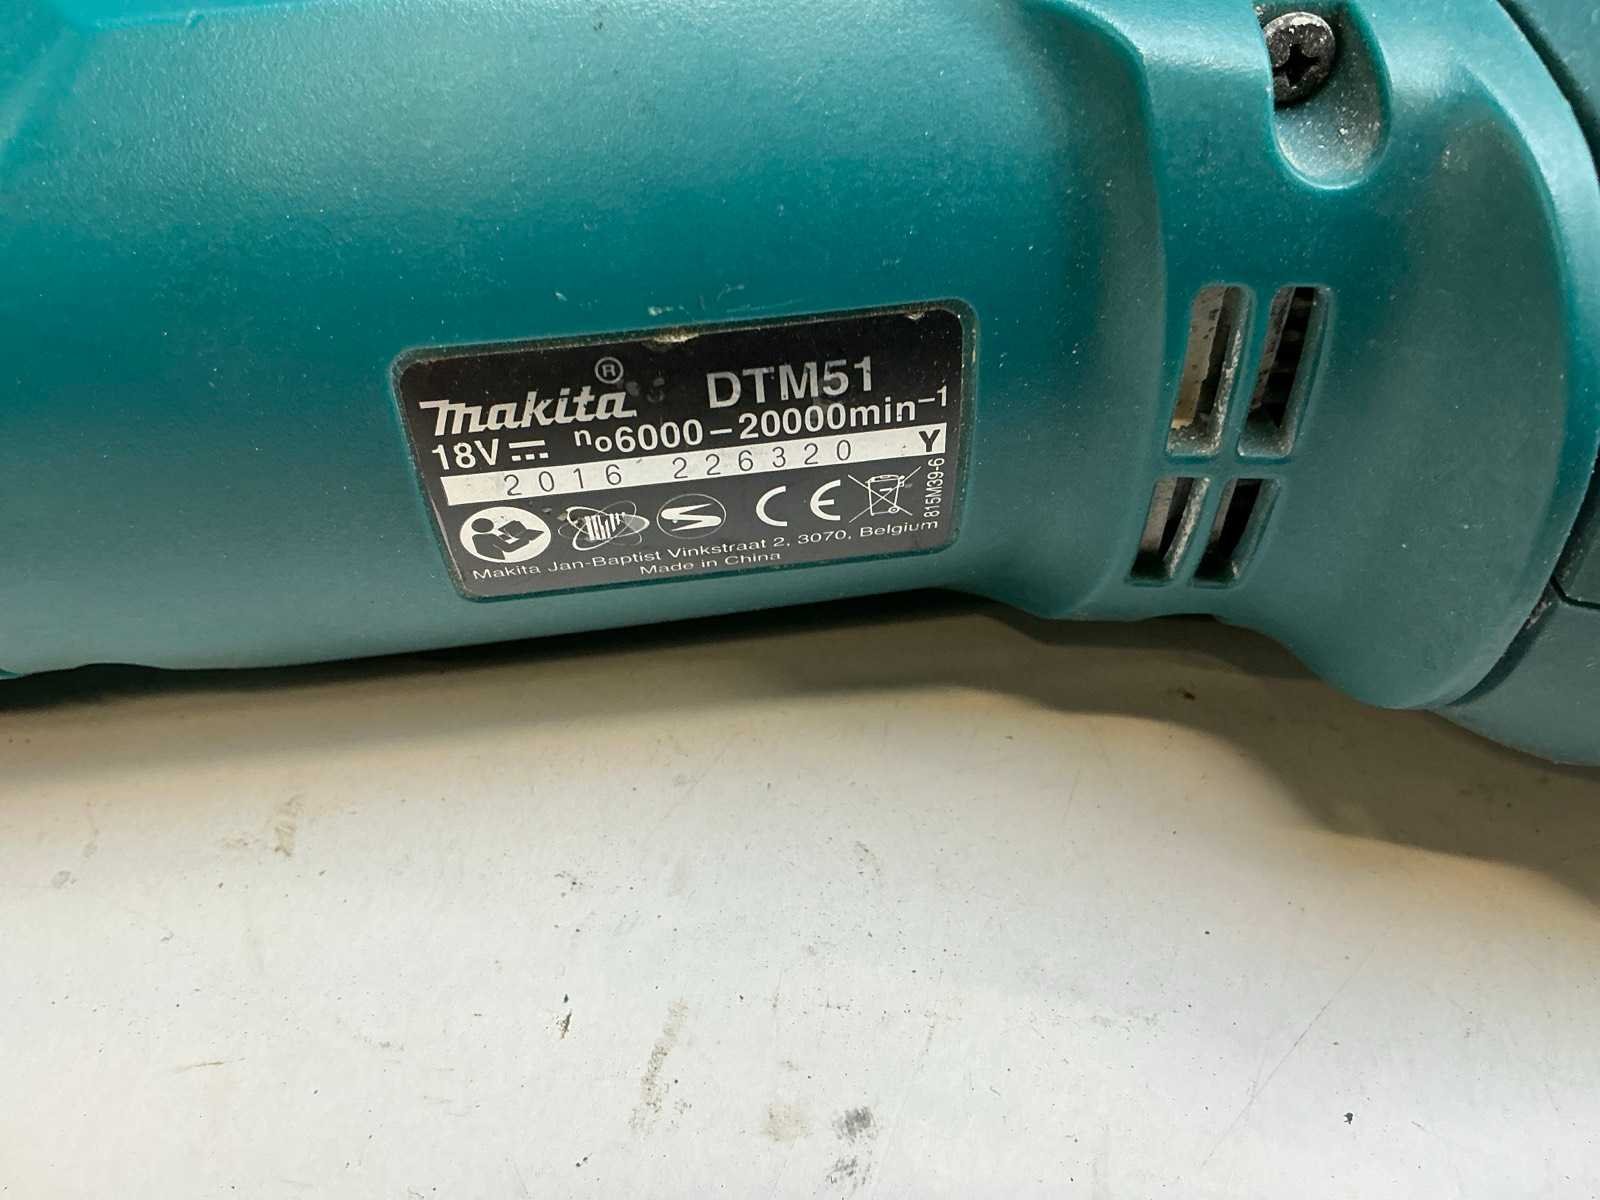 makita® DTM51
18V n₀6000–20000min⁻¹
2016 226320 Y
CE
815M39-6
Makita Jan-Baptist Vinkstraat 2, 3070, Belgium
Made in China